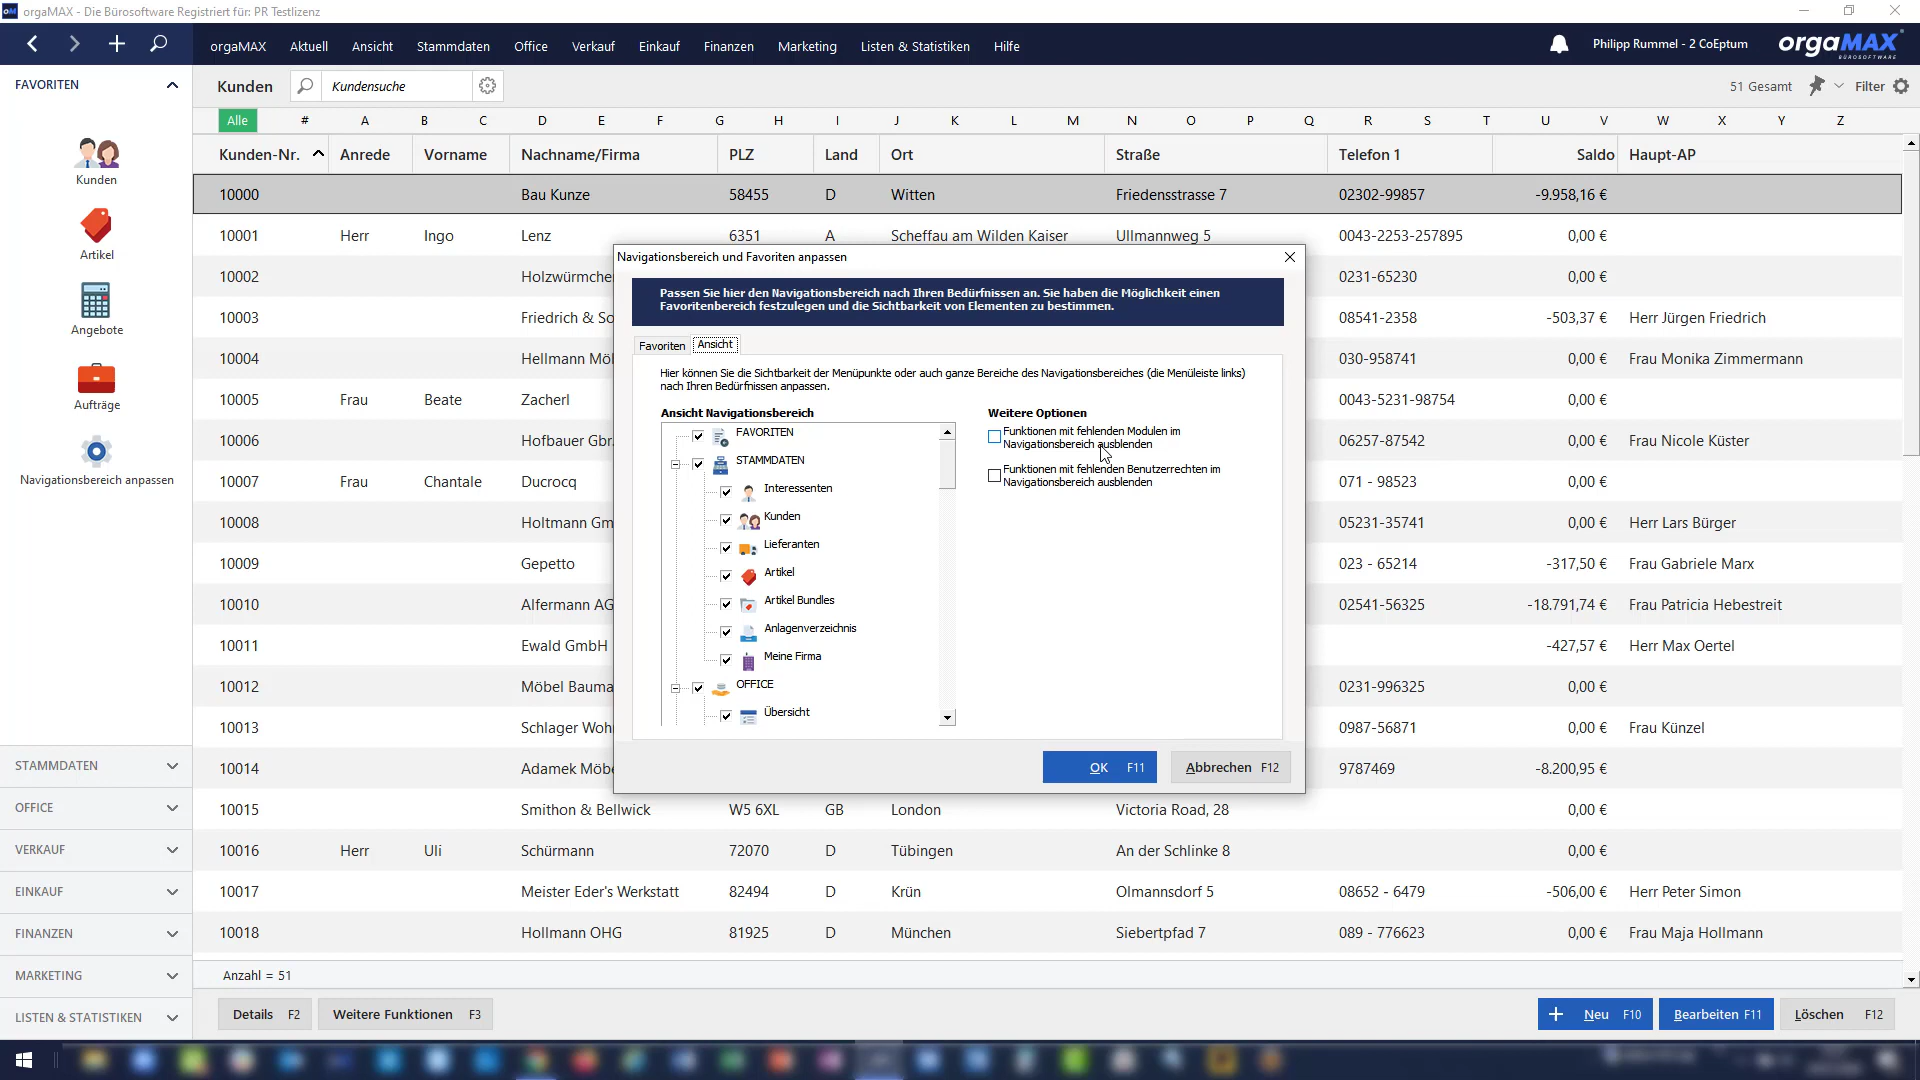 orgaMAX - Die Bürosoftware Registriert für: PR Testlizenz
orgaMAX Aktuell Ansicht Stammdaten Office Verkauf Einkauf Finanzen Marketing Listen & Statistiken Hilfe
Philipp Rummel - 2 CoEptum
orgaMAX
BÜROSOFTWARE
FAVORITEN
Kunden
Artikel
Angebote
Aufträge
Navigationsbereich anpassen
STAMMDATEN
OFFICE
VERKAUF
EINKAUF
FINANZEN
MARKETING
LISTEN & STATISTIKEN
Kunden Kundensuche 51 Gesamt Filter
Alle # A B C D E F G H I J K L M N O P Q R S T U V W X Y Z
Kunden-Nr. Anrede Vorname Nachname/Firma PLZ Land Ort Straße Telefon 1 Saldo Haupt-AP
10000 Bau Kunze 58455 D Witten Friedensstrasse 7 02302-99857 -9.958,16 €
10001 Herr Ingo Lenz 6351 A Scheffau am Wilden Kaiser Ullmannweg 5 0043-2253-257895 0,00 €
10002 Holzwürmche 0231-65230 0,00 €
10003 Friedrich & So 08541-2358 -503,37 € Herr Jürgen Friedrich
10004 Hellmann Möl 030-958741 0,00 € Frau Monika Zimmermann
10005 Frau Beate Zacherl 0043-5231-98754 0,00 €
10006 Hofbauer Gbr. 06257-87542 0,00 € Frau Nicole Küster
10007 Frau Chantale Ducrocq 071 - 98523 0,00 €
10008 Holtmann Gm 05231-35741 0,00 € Herr Lars Bürger
10009 Gepetto 023 - 65214 -317,50 € Frau Gabriele Marx
10010 Alfermann AG 02541-56325 -18.791,74 € Frau Patricia Hebestreit
10011 Ewald GmbH -427,57 € Herr Max Oertel
10012 Möbel Bauma 0231-996325 0,00 €
10013 Schlager Woh 0987-56871 0,00 € Frau Künzel
10014 Adamek Möbe 9787469 -8.200,95 €
10015 Smithon & Bellwick W5 6XL GB London Victoria Road, 28 0,00 €
10016 Herr Uli Schürmann 72070 D Tübingen An der Schlinke 8 0,00 €
10017 Meister Eder's Werkstatt 82494 D Krün Olmannsdorf 5 08652 - 6479 -506,00 € Herr Peter Simon
10018 Hollmann OHG 81925 D München Siebertpfad 7 089 - 776623 0,00 € Frau Maja Hollmann
Anzahl = 51
Details F2 Weitere Funktionen F3 Neu F10 Bearbeiten F11 Löschen F12
Navigationsbereich und Favoriten anpassen
Passen Sie hier den Navigationsbereich nach Ihren Bedürfnissen an. Sie haben die Möglichkeit einen
Favoritenbereich festzulegen und die Sichtbarkeit von Elementen zu bestimmen.
Favoriten Ansicht
Hier können Sie die Sichtbarkeit der Menüpunkte oder auch ganze Bereiche des Navigationsbereiches (die Menüleiste links)
nach Ihren Bedürfnissen anpassen.
Ansicht Navigationsbereich
FAVORITEN
STAMMDATEN
Interessenten
Kunden
Lieferanten
Artikel
Artikel Bundles
Anlagenverzeichnis
Meine Firma
OFFICE
Übersicht
Weitere Optionen
Funktionen mit fehlenden Modulen im
Navigationsbereich ausblenden
Funktionen mit fehlenden Benutzerrechten im
Navigationsbereich ausblenden
OK F11 Abbrechen F12